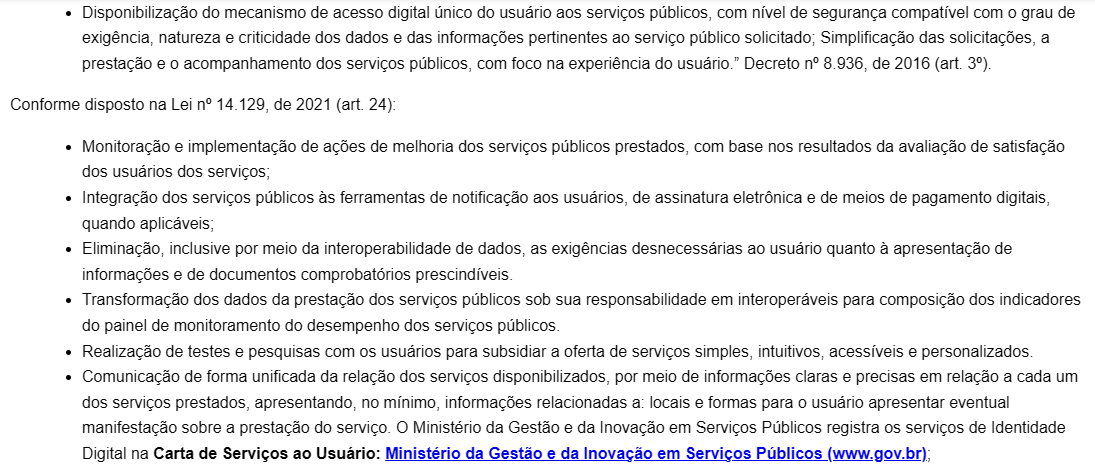 • Disponibilização do mecanismo de acesso digital único do usuário aos serviços públicos, com nível de segurança compatível com o grau de
exigência, natureza e criticidade dos dados e das informações pertinentes ao serviço público solicitado; Simplificação das solicitações, a
prestação e o acompanhamento dos serviços públicos, com foco na experiência do usuário.” Decreto nº 8.936, de 2016 (art. 3º).
Conforme disposto na Lei nº 14.129, de 2021 (art. 24):
• Monitoração e implementação de ações de melhoria dos serviços públicos prestados, com base nos resultados da avaliação de satisfação
dos usuários dos serviços;
• Integração dos serviços públicos às ferramentas de notificação aos usuários, de assinatura eletrônica e de meios de pagamento digitais,
quando aplicáveis;
• Eliminação, inclusive por meio da interoperabilidade de dados, as exigências desnecessárias ao usuário quanto à apresentação de
informações e de documentos comprobatórios prescindíveis.
• Transformação dos dados da prestação dos serviços públicos sob sua responsabilidade em interoperáveis para composição dos indicadores
do painel de monitoramento do desempenho dos serviços públicos.
• Realização de testes e pesquisas com os usuários para subsidiar a oferta de serviços simples, intuitivos, acessíveis e personalizados.
• Comunicação de forma unificada da relação dos serviços disponibilizados, por meio de informações claras e precisas em relação a cada um
dos serviços prestados, apresentando, no mínimo, informações relacionadas a: locais e formas para o usuário apresentar eventual
manifestação sobre a prestação do serviço. O Ministério da Gestão e da Inovação em Serviços Públicos registra os serviços de Identidade
Digital na Carta de Serviços ao Usuário: Ministério da Gestão e da Inovação em Serviços Públicos (www.gov.br);